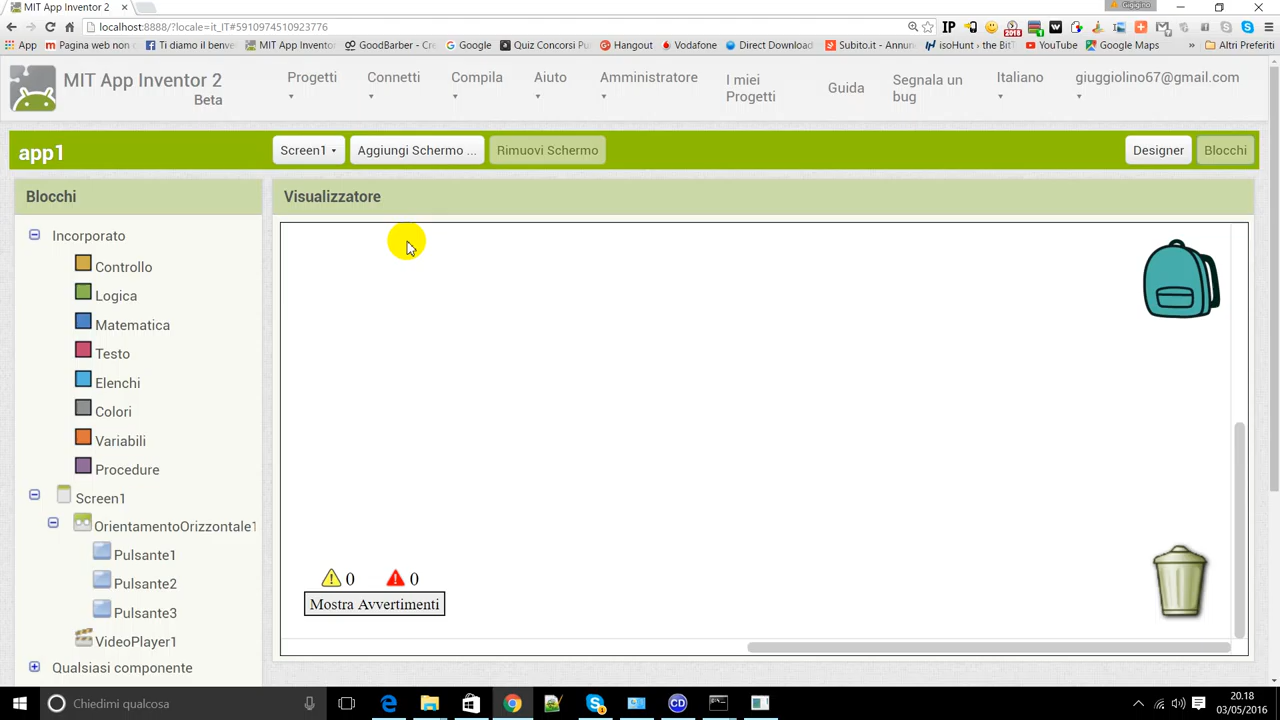 MIT App Inventor 2
Gigigino
localhost:8888/?locale=it_IT#5910974510923776
App
Pagina web non d
Ti diamo il benve
MIT App Inventor
GoodBarber - Cre
Google
Quiz Concorsi Pu
Hangout
Vodafone
Direct Download
Subito.it - Annun
isoHunt › the BitT
YouTube
Google Maps
»
Altri Preferiti
MIT App Inventor 2
Beta
Progetti
Connetti
Compila
Aiuto
Amministratore
I miei
Progetti
Guida
Segnala un
bug
Italiano
giuggiolino67@gmail.com
app1
Screen1
Aggiungi Schermo ...
Rimuovi Schermo
Designer
Blocchi
Blocchi
Visualizzatore
Incorporato
Controllo
Logica
Matematica
Testo
Elenchi
Colori
Variabili
Procedure
Screen1
OrientamentoOrizzontale1
Pulsante1
Pulsante2
Pulsante3
VideoPlayer1
Qualsiasi componente
0 0
Mostra Avvertimenti
Chiedimi qualcosa
20.18
03/05/2016